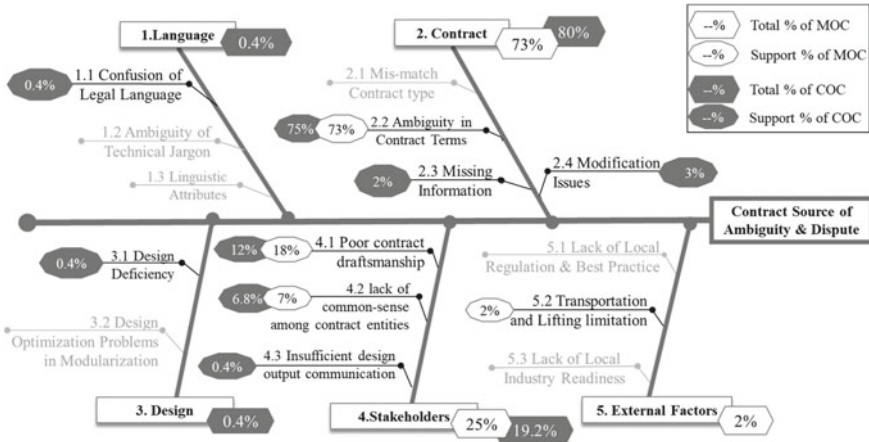 1.Language
0.4%
2. Contract
73%
80%
--% Total % of MOC
--% Support % of MOC
--% Total % of COC
--% Support % of COC
0.4%
1.1 Confusion of
Legal Language
2.1 Mis-match
Contract type
1.2 Ambiguity of
Technical Jargon
75%
73%
2.2 Ambiguity in
Contract Terms
1.3 Linguistic
Attributes
2%
2.3 Missing
Information
2.4 Modification
Issues
3%
Contract Source of
Ambiguity & Dispute
0.4%
3.1 Design
Deficiency
12%
18%
4.1 Poor contract
draftsmanship
5.1 Lack of Local
Regulation & Best Practice
6.8%
7%
4.2 lack of
common-sense
among contract entities
2%
5.2 Transportation
and Lifting limitation
3.2 Design
Optimization Problems
in Modularization
0.4%
4.3 Insufficient design
output communication
5.3 Lack of Local
Industry Readiness
3. Design
0.4%
4.Stakeholders
25%
19.2%
5. External Factors
2%